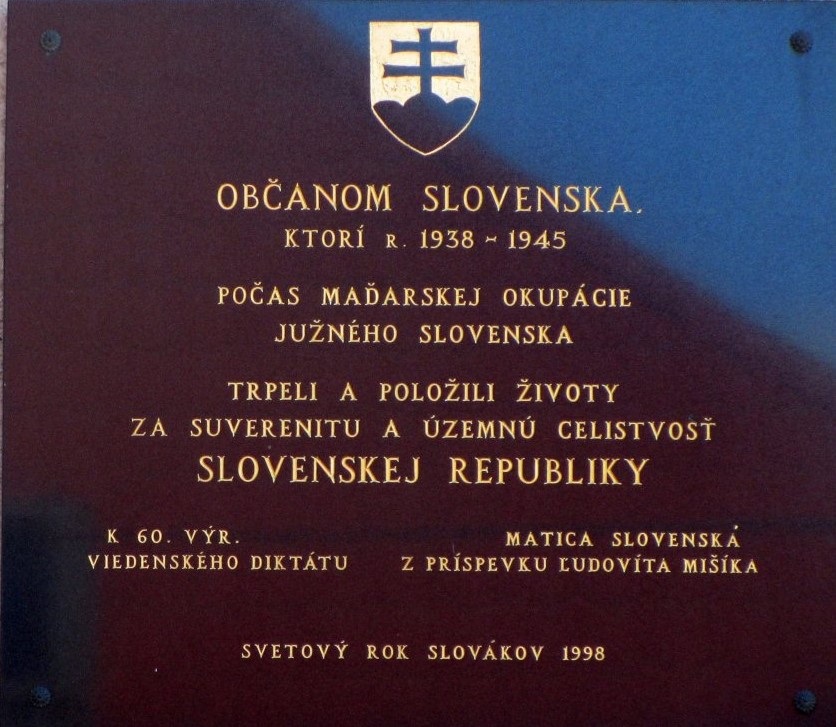 OBČANOM SLOVENSKA,
KTORÍ R. 1938 - 1945
POČAS MAĎARSKEJ OKUPÁCIE
JUŽNÉHO SLOVENSKA
TRPELI A POLOŽILI ŽIVOTY
ZA SUVERENITU A ÚZEMNÚ CELISTVOSŤ
SLOVENSKEJ REPUBLIKY
K 60. VÝR.
VIEDENSKÉHO DIKTÁTU
MATICA SLOVENSKÁ
Z PRÍSPEVKU ĽUDOVÍTA MIŠÍKA
SVETOVÝ ROK SLOVÁKOV 1998